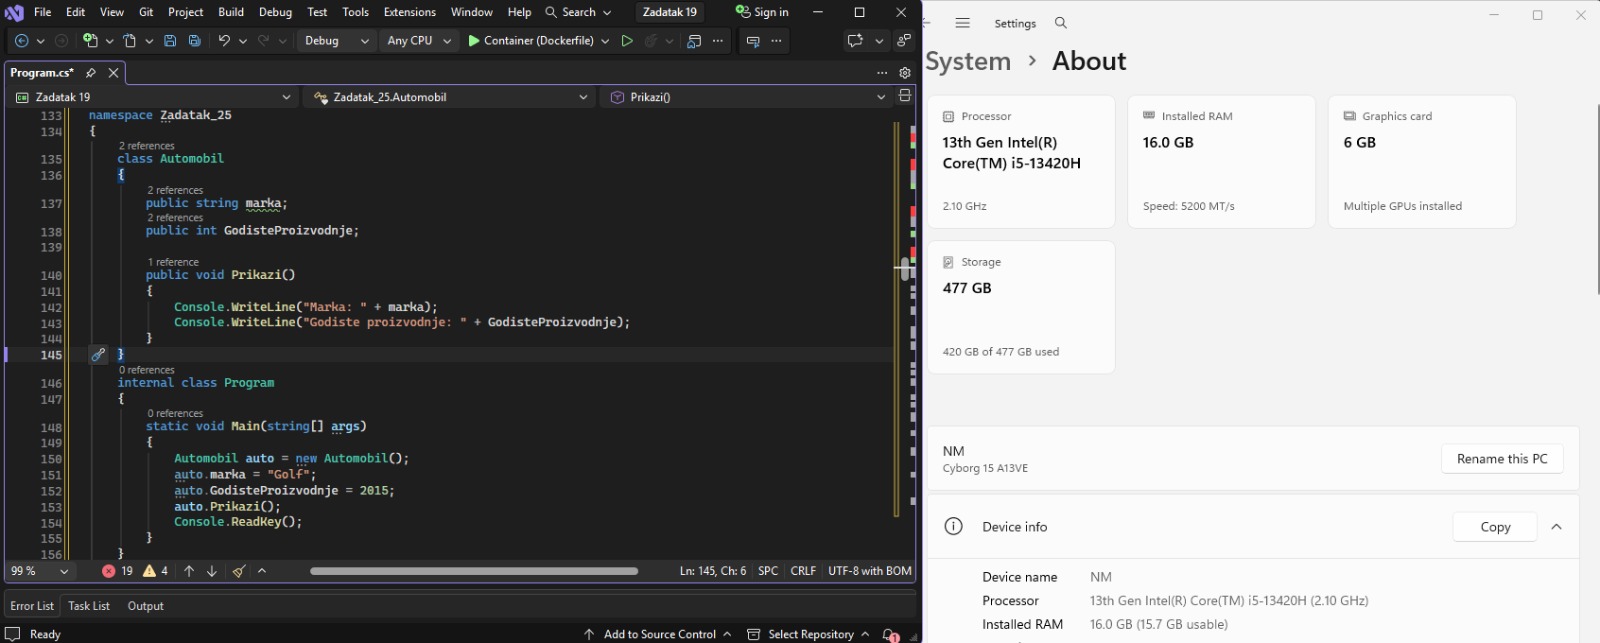 File Edit View Git Project Build Debug Test Tools Extensions Window Help Search Zadatak 19 Sign in
Debug Any CPU Container (Dockerfile)
Program.cs*
Zadatak 19 Zadatak_25.Automobil Prikazi()
133 namespace Zadatak_25
134 {
2 references
135 class Automobil
136 {
2 references
137 public string marka;
2 references
138 public int GodisteProizvodnje;
139
1 reference
140 public void Prikazi()
141 {
142 Console.WriteLine("Marka: " + marka);
143 Console.WriteLine("Godiste proizvodnje: " + GodisteProizvodnje);
144 }
145 }
0 references
146 internal class Program
147 {
0 references
148 static void Main(string[] args)
149 {
150 Automobil auto = new Automobil();
151 auto.marka = "Golf";
152 auto.GodisteProizvodnje = 2015;
153 auto.Prikazi();
154 Console.ReadKey();
155 }
156 }
99 % 19 4 Ln: 145, Ch: 6 SPC CRLF UTF-8 with BOM
Error List Task List Output
Ready Add to Source Control Select Repository 1
Settings
System > About
Processor
13th Gen Intel(R)
Core(TM) i5-13420H
2.10 GHz
Installed RAM
16.0 GB
Speed: 5200 MT/s
Graphics card
6 GB
Multiple GPUs installed
Storage
477 GB
420 GB of 477 GB used
NM
Cyborg 15 A13VE
Rename this PC
Device info
Copy
Device name NM
Processor 13th Gen Intel(R) Core(TM) i5-13420H (2.10 GHz)
Installed RAM 16.0 GB (15.7 GB usable)